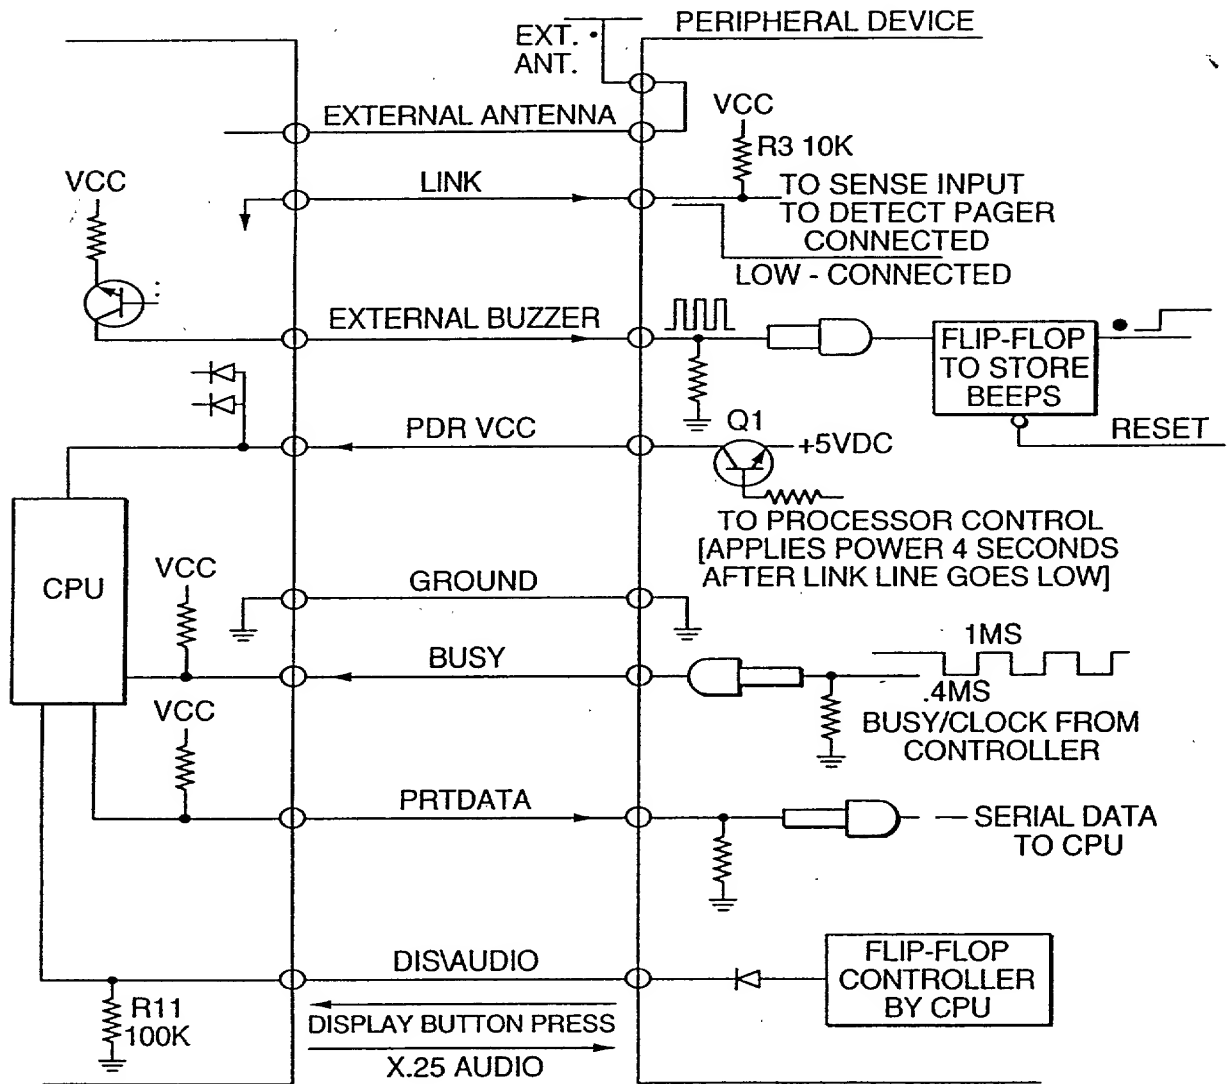 PERIPHERAL DEVICE
EXT.
ANT.
EXTERNAL ANTENNA
VCC
R3 10K
VCC
LINK
TO SENSE INPUT
TO DETECT PAGER
CONNECTED
LOW - CONNECTED
EXTERNAL BUZZER
FLIP-FLOP
TO STORE
BEEPS
RESET
PDR VCC
Q1
+5VDC
TO PROCESSOR CONTROL
[APPLIES POWER 4 SECONDS
AFTER LINK LINE GOES LOW]
CPU
VCC
GROUND
BUSY
1MS
.4MS
BUSY/CLOCK FROM
CONTROLLER
VCC
PRTDATA
SERIAL DATA
TO CPU
DIS\AUDIO
FLIP-FLOP
CONTROLLER
BY CPU
R11
100K
DISPLAY BUTTON PRESS
X.25 AUDIO